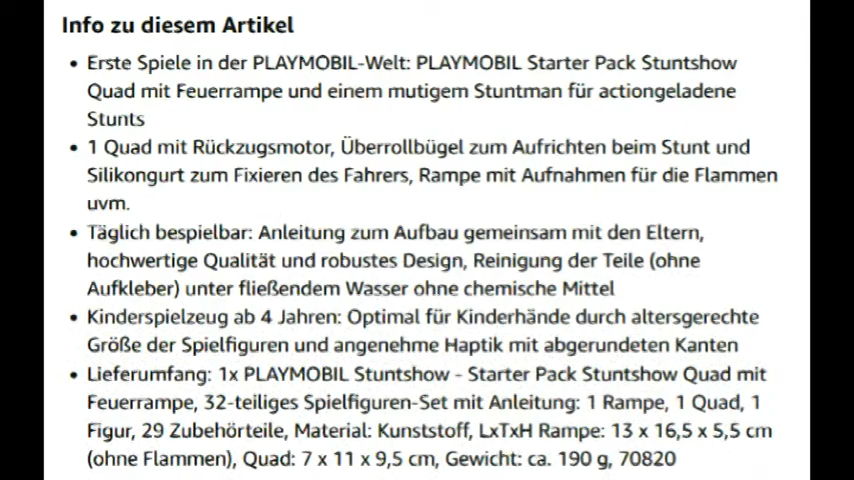 Info zu diesem Artikel
• Erste Spiele in der PLAYMOBIL-Welt: PLAYMOBIL Starter Pack Stuntshow
Quad mit Feuerrampe und einem mutigem Stuntman für actiongeladene
Stunts
• 1 Quad mit Rückzugsmotor, Überrollbügel zum Aufrichten beim Stunt und
Silikongurt zum Fixieren des Fahrers, Rampe mit Aufnahmen für die Flammen
uvm.
• Täglich bespielbar: Anleitung zum Aufbau gemeinsam mit den Eltern,
hochwertige Qualität und robustes Design, Reinigung der Teile (ohne
Aufkleber) unter fließendem Wasser ohne chemische Mittel
• Kinderspielzeug ab 4 Jahren: Optimal für Kinderhände durch altersgerechte
Größe der Spielfiguren und angenehme Haptik mit abgerundeten Kanten
• Lieferumfang: 1x PLAYMOBIL Stuntshow - Starter Pack Stuntshow Quad mit
Feuerrampe, 32-teiliges Spielfiguren-Set mit Anleitung: 1 Rampe, 1 Quad, 1
Figur, 29 Zubehörteile, Material: Kunststoff, LxTxH Rampe: 13 x 16,5 x 5,5 cm
(ohne Flammen), Quad: 7 x 11 x 9,5 cm, Gewicht: ca. 190 g, 70820